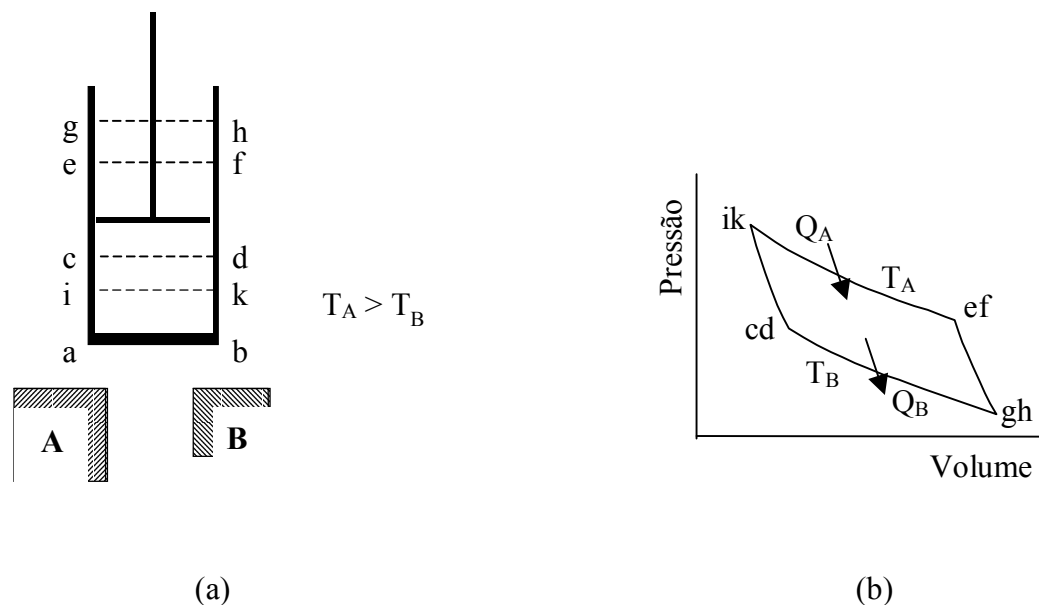 g h
e f
c d
i k
a b
T_A > T_B
A B
(a)
Pressão
ik
Q_A
T_A
ef
cd
T_B
Q_B
gh
Volume
(b)